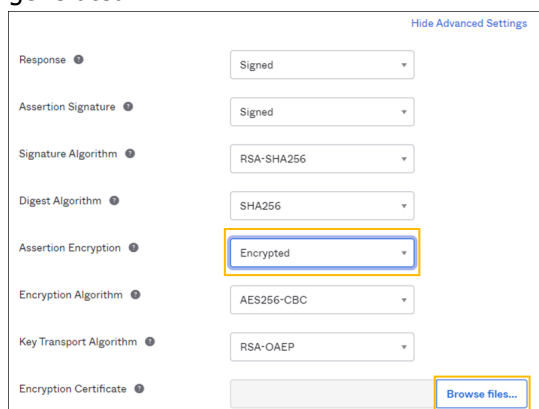 Hide Advanced Settings
Response ?
Signed
Assertion Signature ?
Signed
Signature Algorithm ?
RSA-SHA256
Digest Algorithm ?
SHA256
Assertion Encryption ?
Encrypted
Encryption Algorithm ?
AES256-CBC
Key Transport Algorithm ?
RSA-OAEP
Encryption Certificate ?
Browse files...